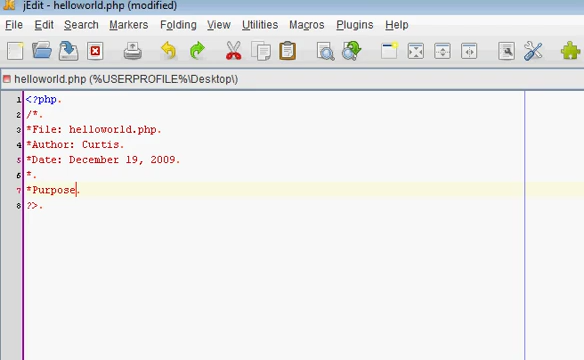 jEdit - helloworld.php (modified)
File Edit Search Markers Folding View Utilities Macros Plugins Help
helloworld.php (%USERPROFILE%\Desktop\)
1 <?php.
2 /*.
3 *File: helloworld.php.
4 *Author: Curtis.
5 *Date: December 19, 2009.
6 *.
7 *Purpose.
8 ?>.